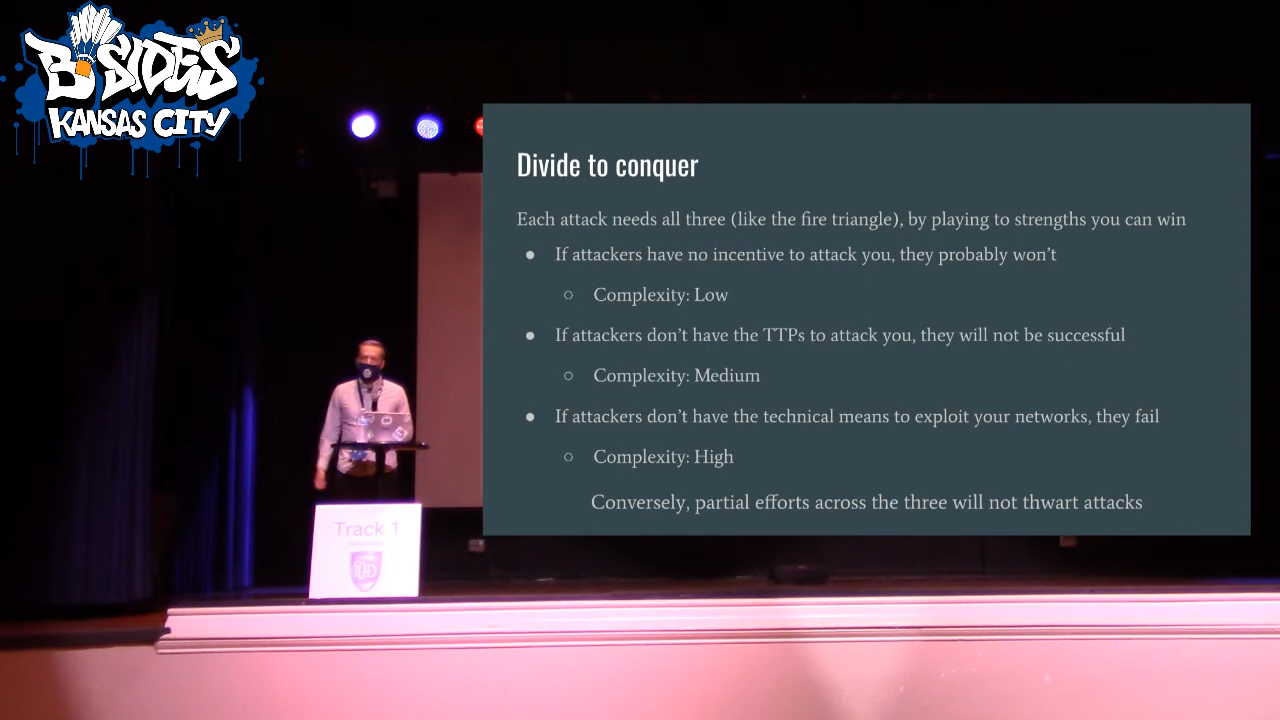 B·SIDES
KANSAS CITY
Divide to conquer
Each attack needs all three (like the fire triangle), by playing to strengths you can win
● If attackers have no incentive to attack you, they probably won't
○ Complexity: Low
● If attackers don't have the TTPs to attack you, they will not be successful
○ Complexity: Medium
● If attackers don't have the technical means to exploit your networks, they fail
○ Complexity: High
Conversely, partial efforts across the three will not thwart attacks
Track 1